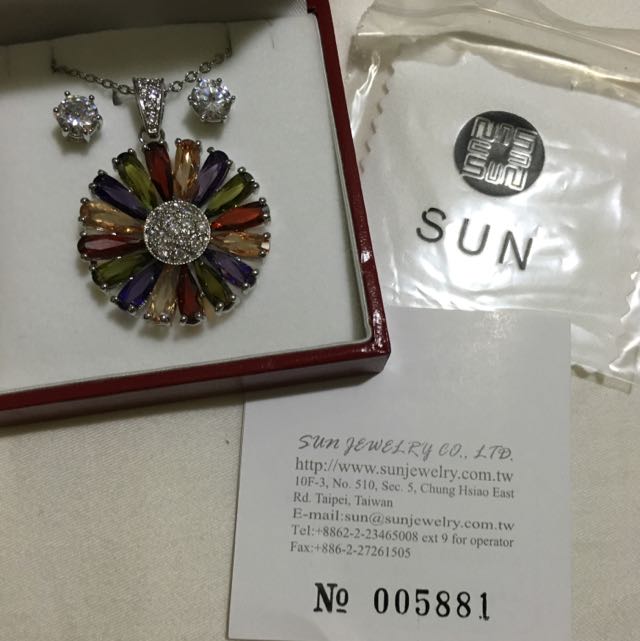 SUN
SUN JEWELRY CO., LTD.
http://www.sunjewelry.com.tw
10F-3, No. 510, Sec. 5, Chung Hsiao East
Rd. Taipei, Taiwan
E-mail:sun@sunjewelry.com.tw
Tel:+8862-2-23465008 ext 9 for operator
Fax:+886-2-27261505
№ 005881